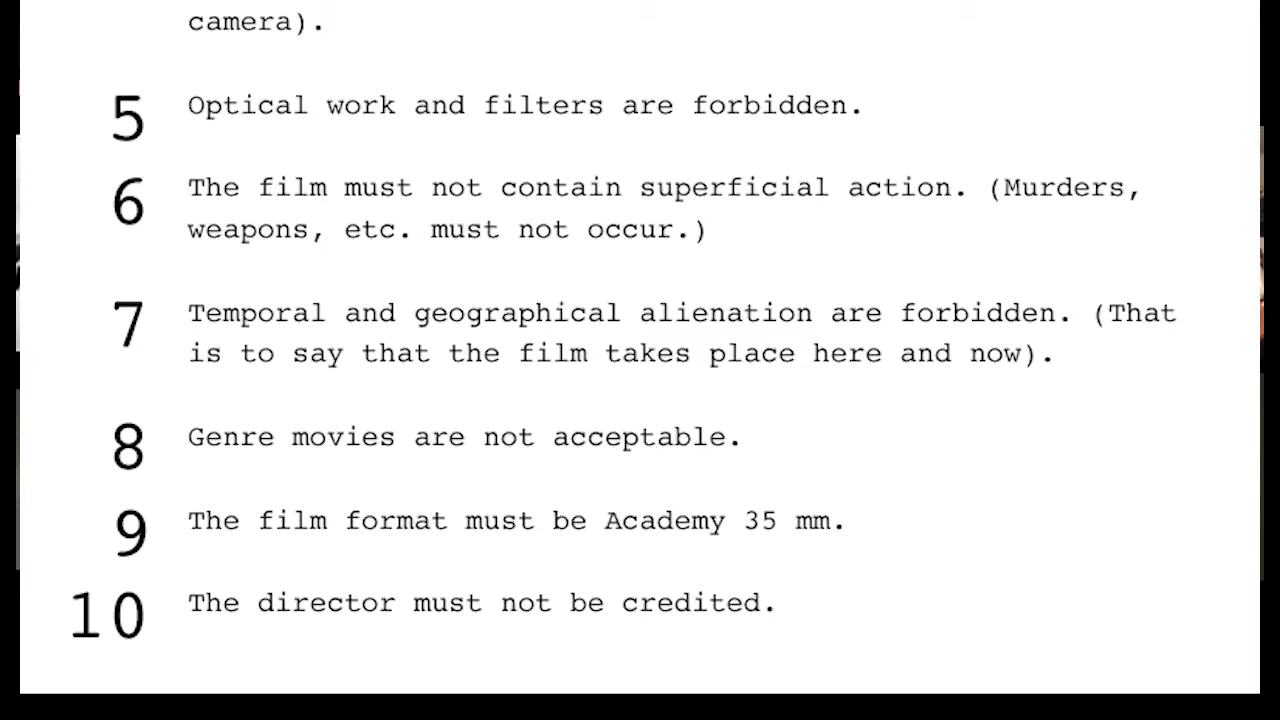 camera).
5 Optical work and filters are forbidden.
6 The film must not contain superficial action. (Murders,
weapons, etc. must not occur.)
7 Temporal and geographical alienation are forbidden. (That
is to say that the film takes place here and now).
8 Genre movies are not acceptable.
9 The film format must be Academy 35 mm.
10 The director must not be credited.